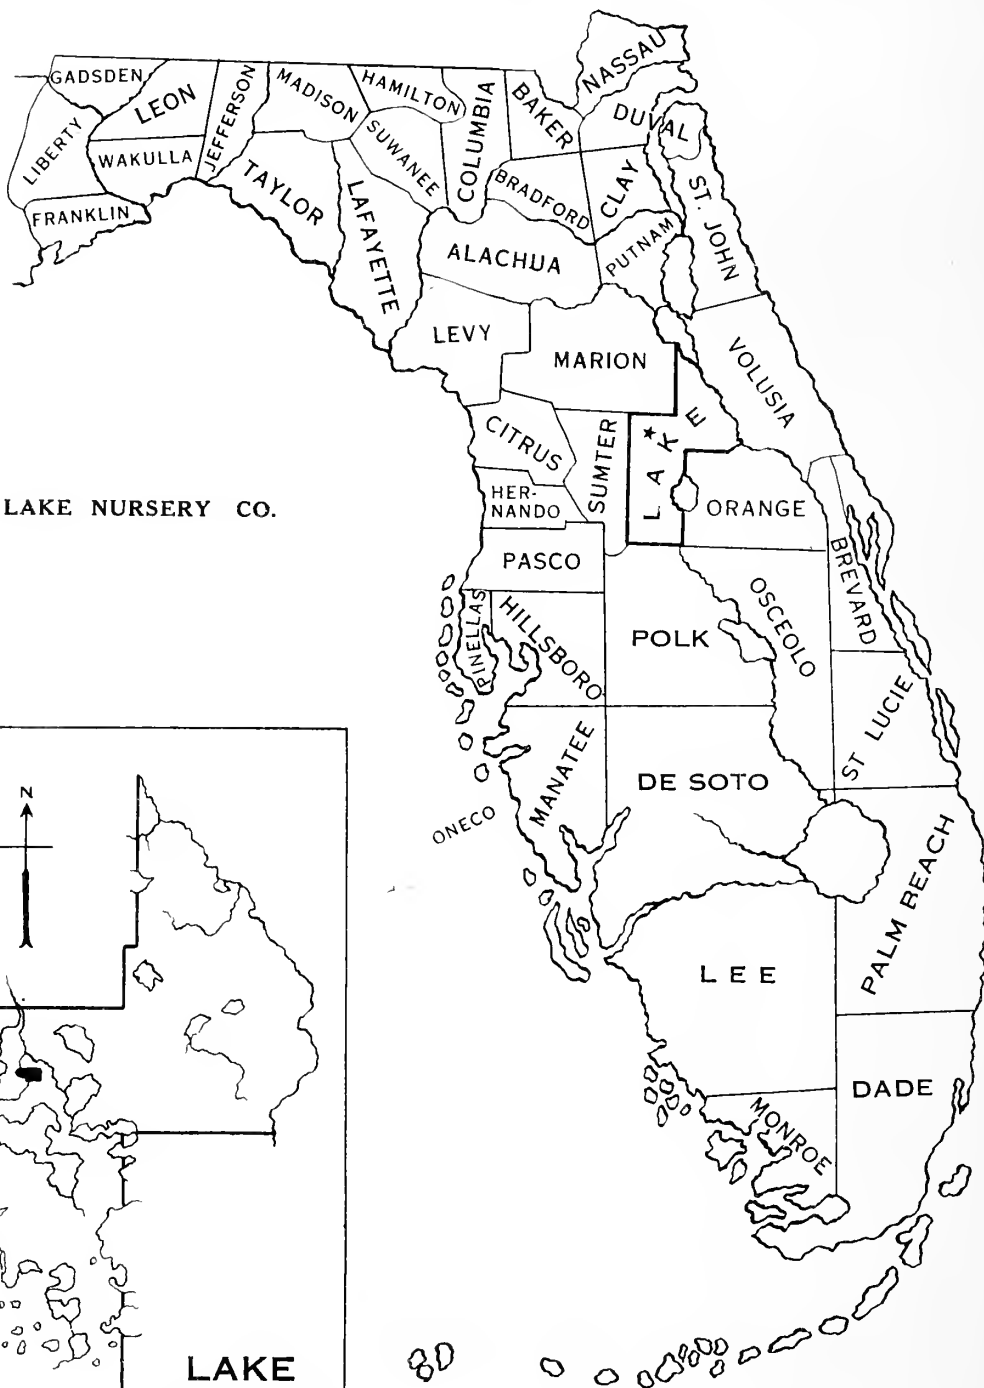 NASSAU
GADSDEN
LEON
JEFFERSON
MADISON
HAMILTON
COLUMBIA
BAKER
DUVAL
LIBERTY
WAKULLA
SUWANEE
TAYLOR
BRADFORD
CLAY
ST. JOHN
FRANKLIN
LAFAYETTE
ALACHUA
PUTNAM
LEVY
MARION
VOLUSIA
CITRUS
SUMTER
LAKE
LAKE NURSERY CO.
HER-
NANDO
ORANGE
PASCO
BREVARD
PINELLAS
HILLSBORO
POLK
OSCEOLO
ST LUCIE
MANATEE
DE SOTO
ONECO
N
PALM BEACH
LEE
DADE
MONROE
LAKE